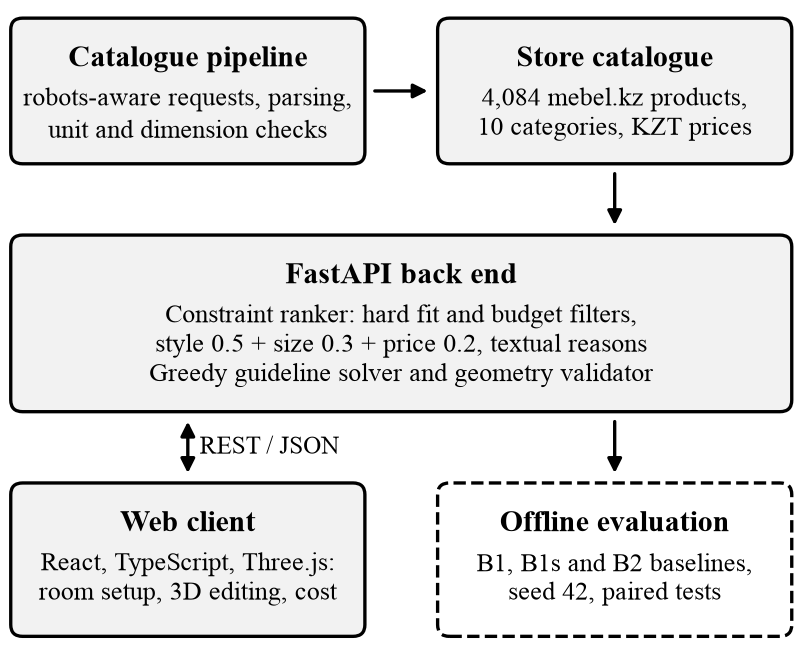 Catalogue pipeline
robots-aware requests, parsing,
unit and dimension checks
Store catalogue
4,084 mebel.kz products,
10 categories, KZT prices
FastAPI back end
Constraint ranker: hard fit and budget filters,
style 0.5 + size 0.3 + price 0.2, textual reasons
Greedy guideline solver and geometry validator
REST / JSON
Web client
React, TypeScript, Three.js:
room setup, 3D editing, cost
Offline evaluation
B1, B1s and B2 baselines,
seed 42, paired tests